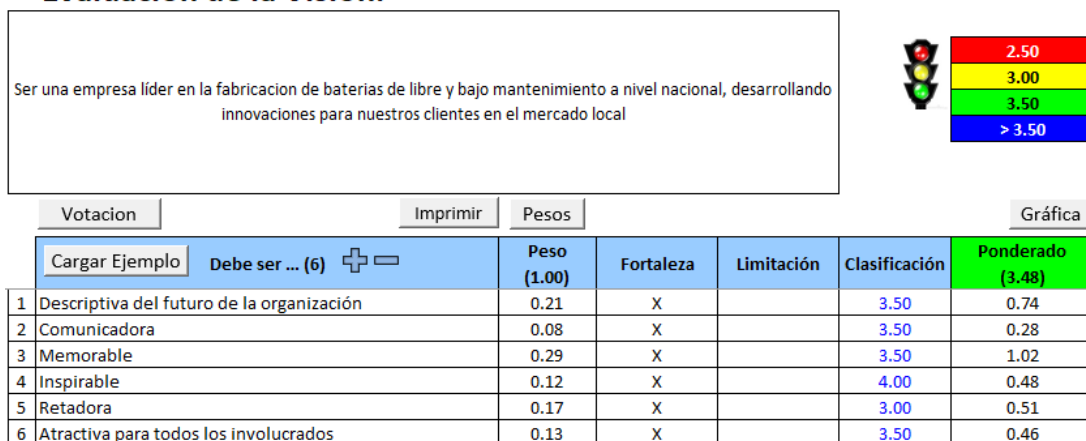 Evaluación de la Visión.
Ser una empresa líder en la fabricacion de baterias de libre y bajo mantenimiento a nivel nacional, desarrollando
innovaciones para nuestros clientes en el mercado local
2.50
3.00
3.50
> 3.50
Votacion Imprimir Pesos Gráfica
Cargar Ejemplo Debe ser ... (6) Peso (1.00) Fortaleza Limitación Clasificación Ponderado (3.48)
1 Descriptiva del futuro de la organización 0.21 X 3.50 0.74
2 Comunicadora 0.08 X 3.50 0.28
3 Memorable 0.29 X 3.50 1.02
4 Inspirable 0.12 X 4.00 0.48
5 Retadora 0.17 X 3.00 0.51
6 Atractiva para todos los involucrados 0.13 X 3.50 0.46